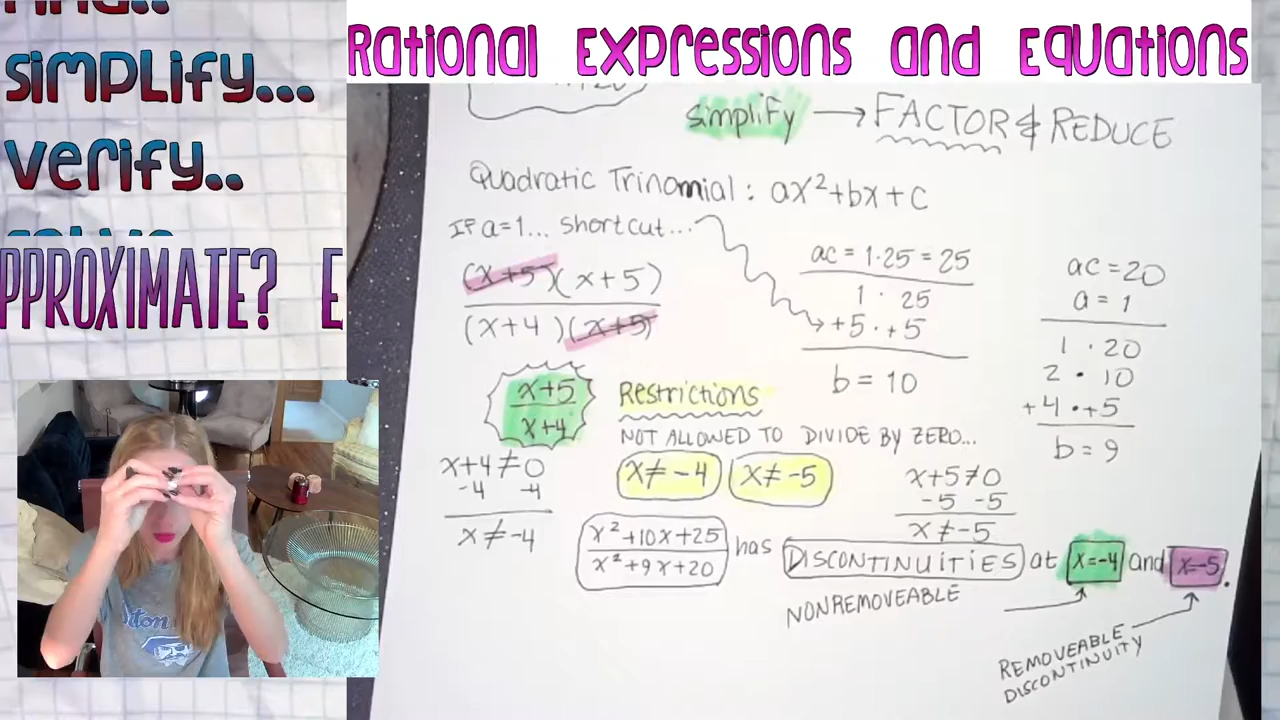 simplify...
verify..
PPROXIMATE?
Rational Expressions and Equations
simplify → FACTOR & REDUCE
Quadratic Trinomial: ax²+bx+c
If a=1... shortcut...
(x+5)(x+5)
(x+4)(x+5)
x+5
x+4
x+4≠0
-4 -4
x≠-4
ac = 1·25 = 25
1 · 25
+5 · +5
b = 10
ac = 20
a = 1
1 · 20
2 · 10
+4 · +5
b = 9
Restrictions
NOT ALLOWED TO DIVIDE BY ZERO...
x≠-4 x≠-5
x+5≠0
-5 -5
x≠-5
x²+10x+25
x²+9x+20
has DISCONTINUITIES at x=-4 and x=-5.
NONREMOVEABLE
REMOVEABLE
DISCONTINUITY